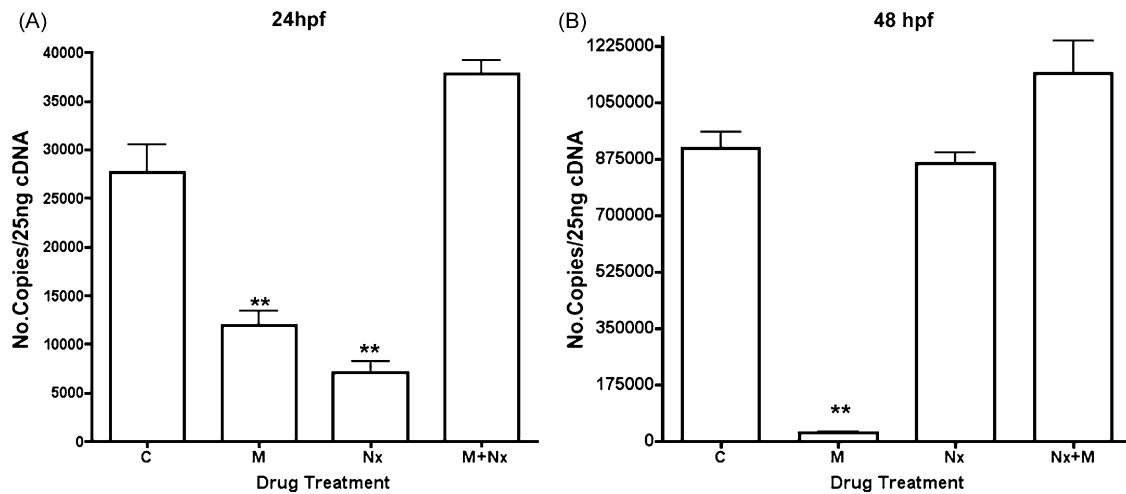 (A)
24hpf
No.Copies/25ng cDNA
40000
35000
30000
25000
20000
15000
10000
5000
0
**
**
C M Nx M+Nx
Drug Treatment
(B)
48 hpf
No.Copies/25ng cDNA
1225000
1050000
875000
700000
525000
350000
175000
0
**
C M Nx Nx+M
Drug Treatment